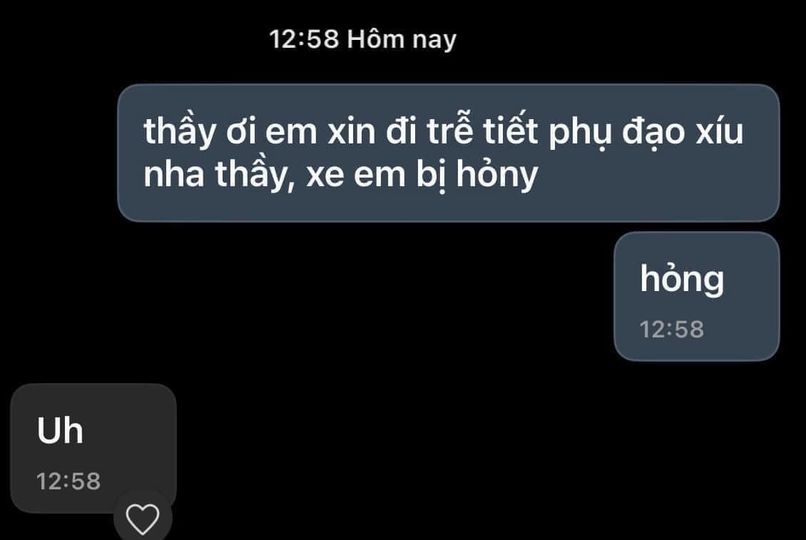 12:58 Hôm nay
thầy ơi em xin đi trễ tiết phụ đạo xíu
nha thầy, xe em bị hỏny
hỏng
12:58
Uh
12:58